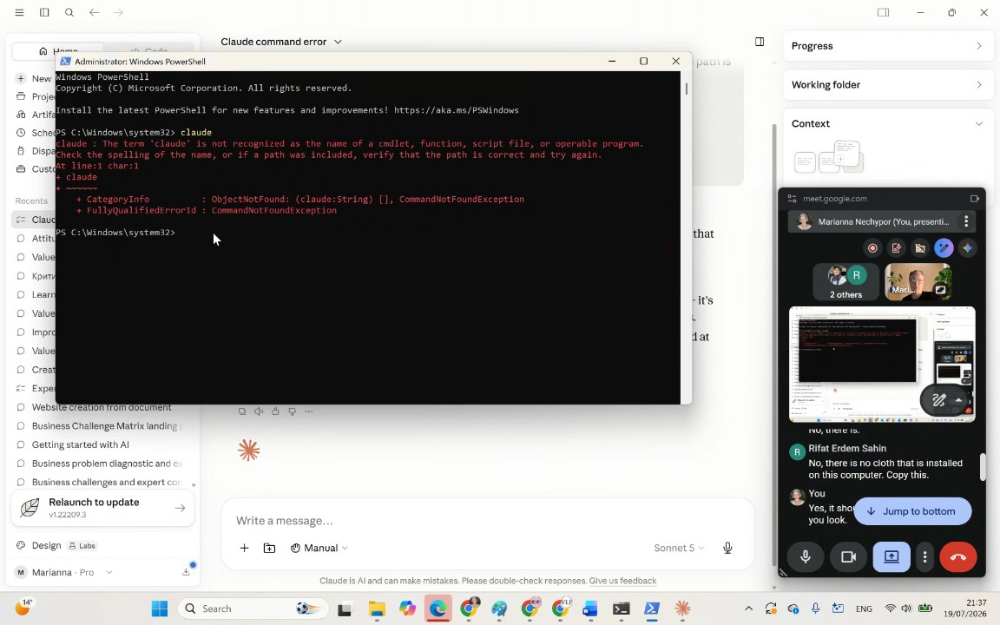 Claude command error
Home
Code
New
Proje
Artifa
Sche
Dispa
Custo
Recents
Claud
Attitu
Value
Крити
Learn
Value
Impro
Value
Creat
Exper
Website creation from document
Business Challenge Matrix landing p
Getting started with AI
Business problem diagnostic and ex
Business challenges and expert con
Relaunch to update
v1.22209.3
Design Labs
Marianna · Pro
path is
that
- it's
s.
d at
Administrator: Windows PowerShell
Windows PowerShell
Copyright (C) Microsoft Corporation. All rights reserved.
Install the latest PowerShell for new features and improvements! https://aka.ms/PSWindows
PS C:\Windows\system32> claude
claude : The term 'claude' is not recognized as the name of a cmdlet, function, script file, or operable program.
Check the spelling of the name, or if a path was included, verify that the path is correct and try again.
At line:1 char:1
+ claude
+ ~~~~~~
+ CategoryInfo : ObjectNotFound: (claude:String) [], CommandNotFoundException
+ FullyQualifiedErrorId : CommandNotFoundException
PS C:\Windows\system32>
Write a message...
Manual
Sonnet 5
Claude is AI and can make mistakes. Please double-check responses. Give us feedback
Progress
Working folder
Context
meet.google.com
Marianna Nechypor (You, presenti...
R
2 others
Mari
No, there is.
R
Rifat Erdem Sahin
No, there is no cloth that is installed
on this computer. Copy this.
You
Yes, it shou
you look.
Jump to bottom
14°
Search
ENG
21:37
19/07/2026